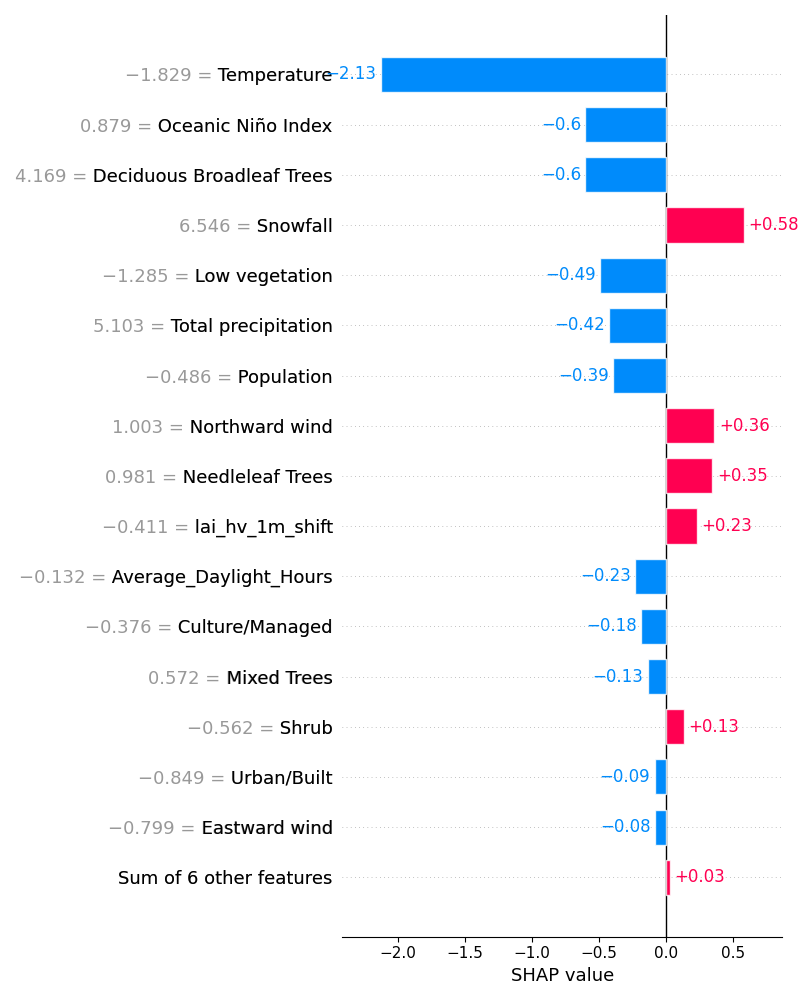 −1.829 = Temperature −2.13
0.879 = Oceanic Niño Index −0.6
4.169 = Deciduous Broadleaf Trees −0.6
6.546 = Snowfall +0.58
−1.285 = Low vegetation −0.49
5.103 = Total precipitation −0.42
−0.486 = Population −0.39
1.003 = Northward wind +0.36
0.981 = Needleleaf Trees +0.35
−0.411 = lai_hv_1m_shift +0.23
−0.132 = Average_Daylight_Hours −0.23
−0.376 = Culture/Managed −0.18
0.572 = Mixed Trees −0.13
−0.562 = Shrub +0.13
−0.849 = Urban/Built −0.09
−0.799 = Eastward wind −0.08
Sum of 6 other features +0.03
−2.0 −1.5 −1.0 −0.5 0.0 0.5
SHAP value